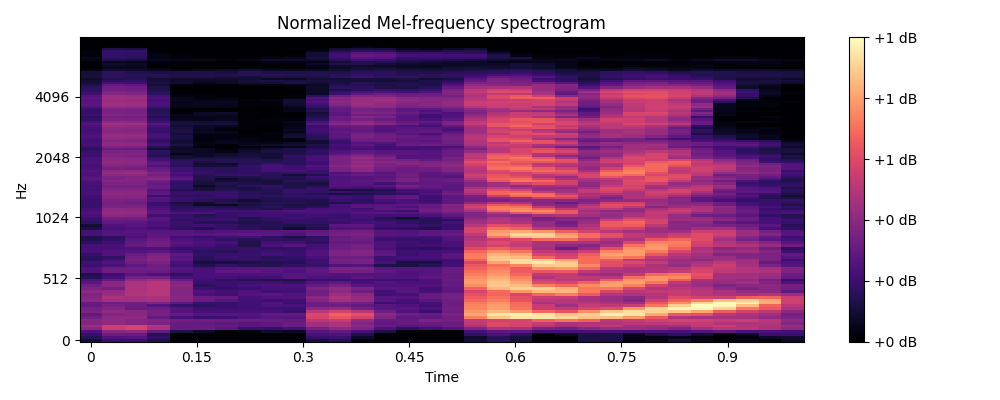 Normalized Mel-frequency spectrogram
Hz
4096
2048
1024
512
0
0 0.15 0.3 0.45 0.6 0.75 0.9
Time
+1 dB
+1 dB
+1 dB
+0 dB
+0 dB
+0 dB